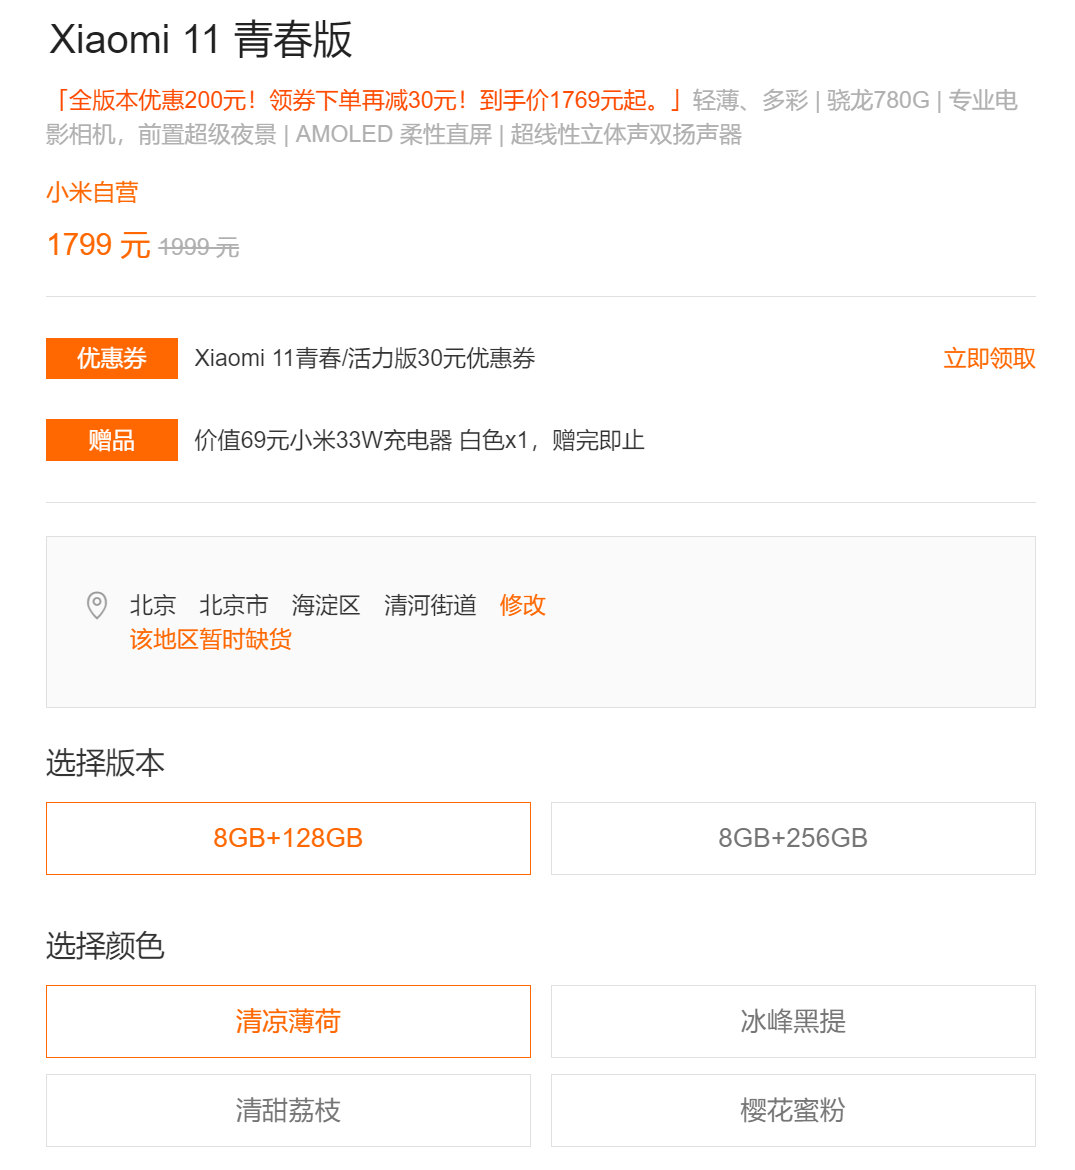 Xiaomi 11 青春版
「全版本优惠200元！领券下单再减30元！到手价1769元起。」轻薄、多彩 | 骁龙780G | 专业电
影相机，前置超级夜景 | AMOLED 柔性直屏 | 超线性立体声双扬声器
小米自营
1799 元 1999 元
优惠券 Xiaomi 11青春/活力版30元优惠券 立即领取
赠品 价值69元小米33W充电器 白色x1，赠完即止
北京 北京市 海淀区 清河街道 修改
该地区暂时缺货
选择版本
8GB+128GB 8GB+256GB
选择颜色
清凉薄荷 冰峰黑提
清甜荔枝 樱花蜜粉